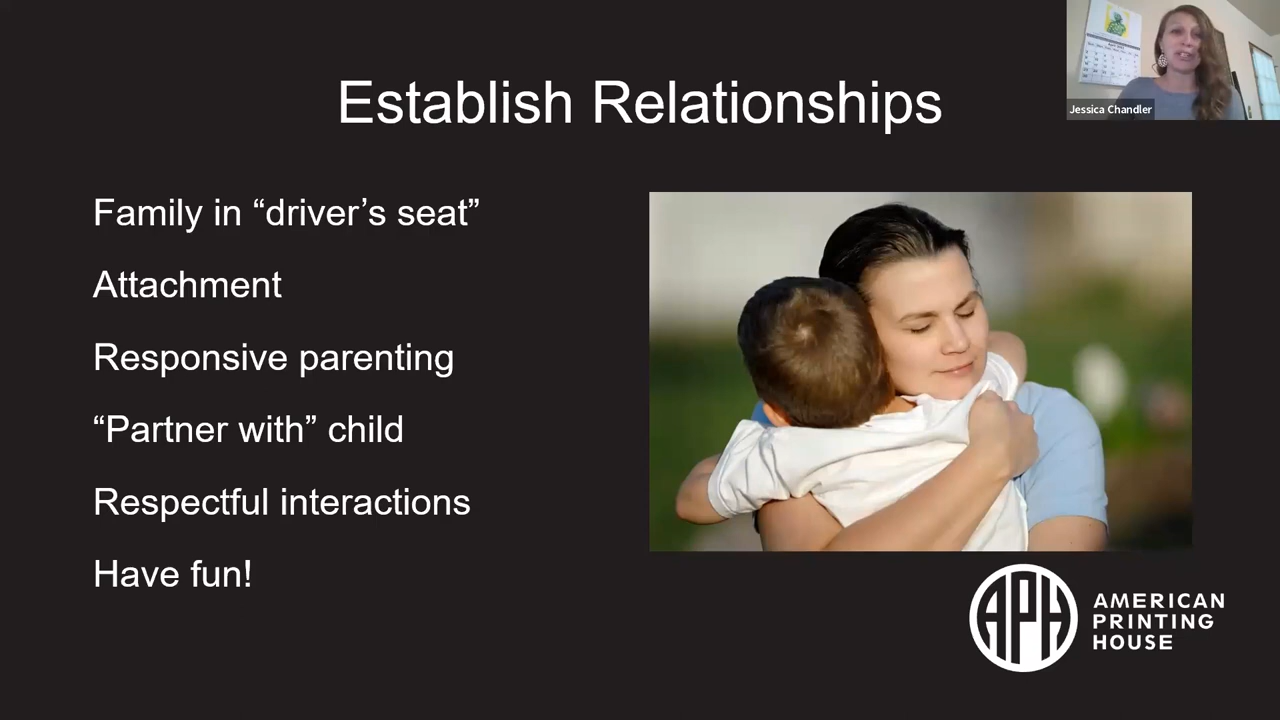 Establish Relationships
Jessica Chandler
Family in “driver’s seat”
Attachment
Responsive parenting
“Partner with” child
Respectful interactions
Have fun!
APH
AMERICAN
PRINTING
HOUSE